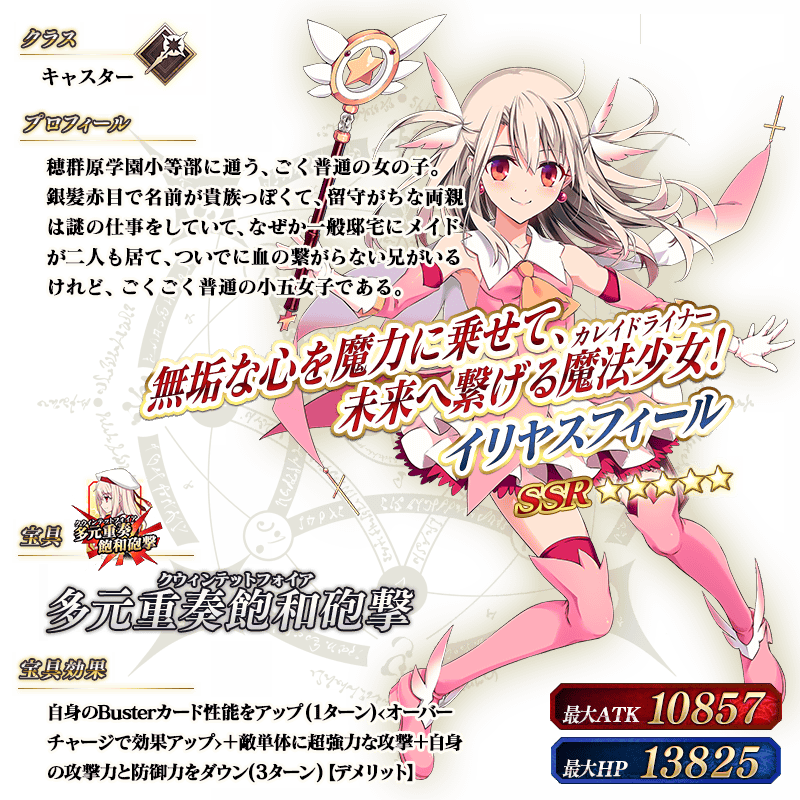 クラス
キャスター
プロフィール
穂群原学園小等部に通う、ごく普通の女の子。
銀髪赤目で名前が貴族っぽくて、留守がちな両親
は謎の仕事をしていて、なぜか一般邸宅にメイド
が二人も居て、ついでに血の繋がらない兄がいる
けれど、ごくごく普通の小五女子である。
無垢な心を魔力に乗せて、
カレイドライナー
未来へ繋げる魔法少女!
イリヤスフィール
SSR ★★★★★
宝具
クウィンテットフォイア
多元重奏
飽和砲撃
クウィンテットフォイア
多元重奏飽和砲撃
宝具効果
自身のBusterカード性能をアップ(1ターン)<オーバー
チャージで効果アップ>+敵単体に超強力な攻撃+自身
の攻撃力と防御力をダウン(3ターン)【デメリット】
最大ATK 10857
最大HP 13825